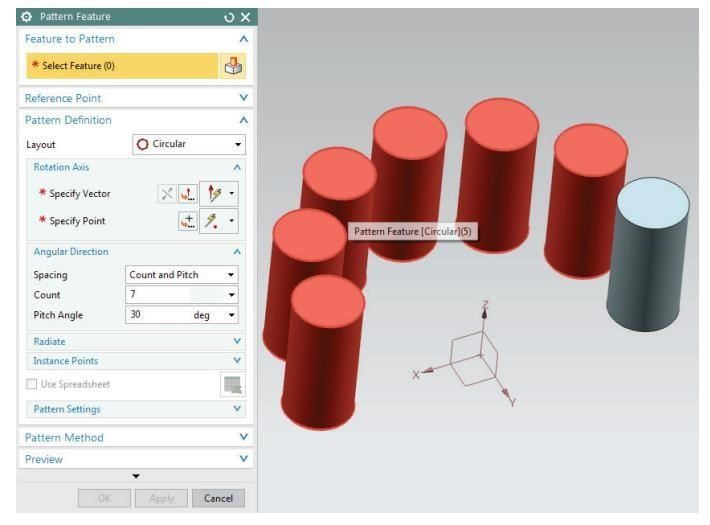 Pattern Feature
Feature to Pattern
* Select Feature (0)
Reference Point
Pattern Definition
Layout Circular
Rotation Axis
* Specify Vector
* Specify Point
Angular Direction
Spacing Count and Pitch
Count 7
Pitch Angle 30 deg
Radiate
Instance Points
Use Spreadsheet
Pattern Settings
Pattern Method
Preview
OK Apply Cancel
Pattern Feature [Circular](5)
Z
X
Y